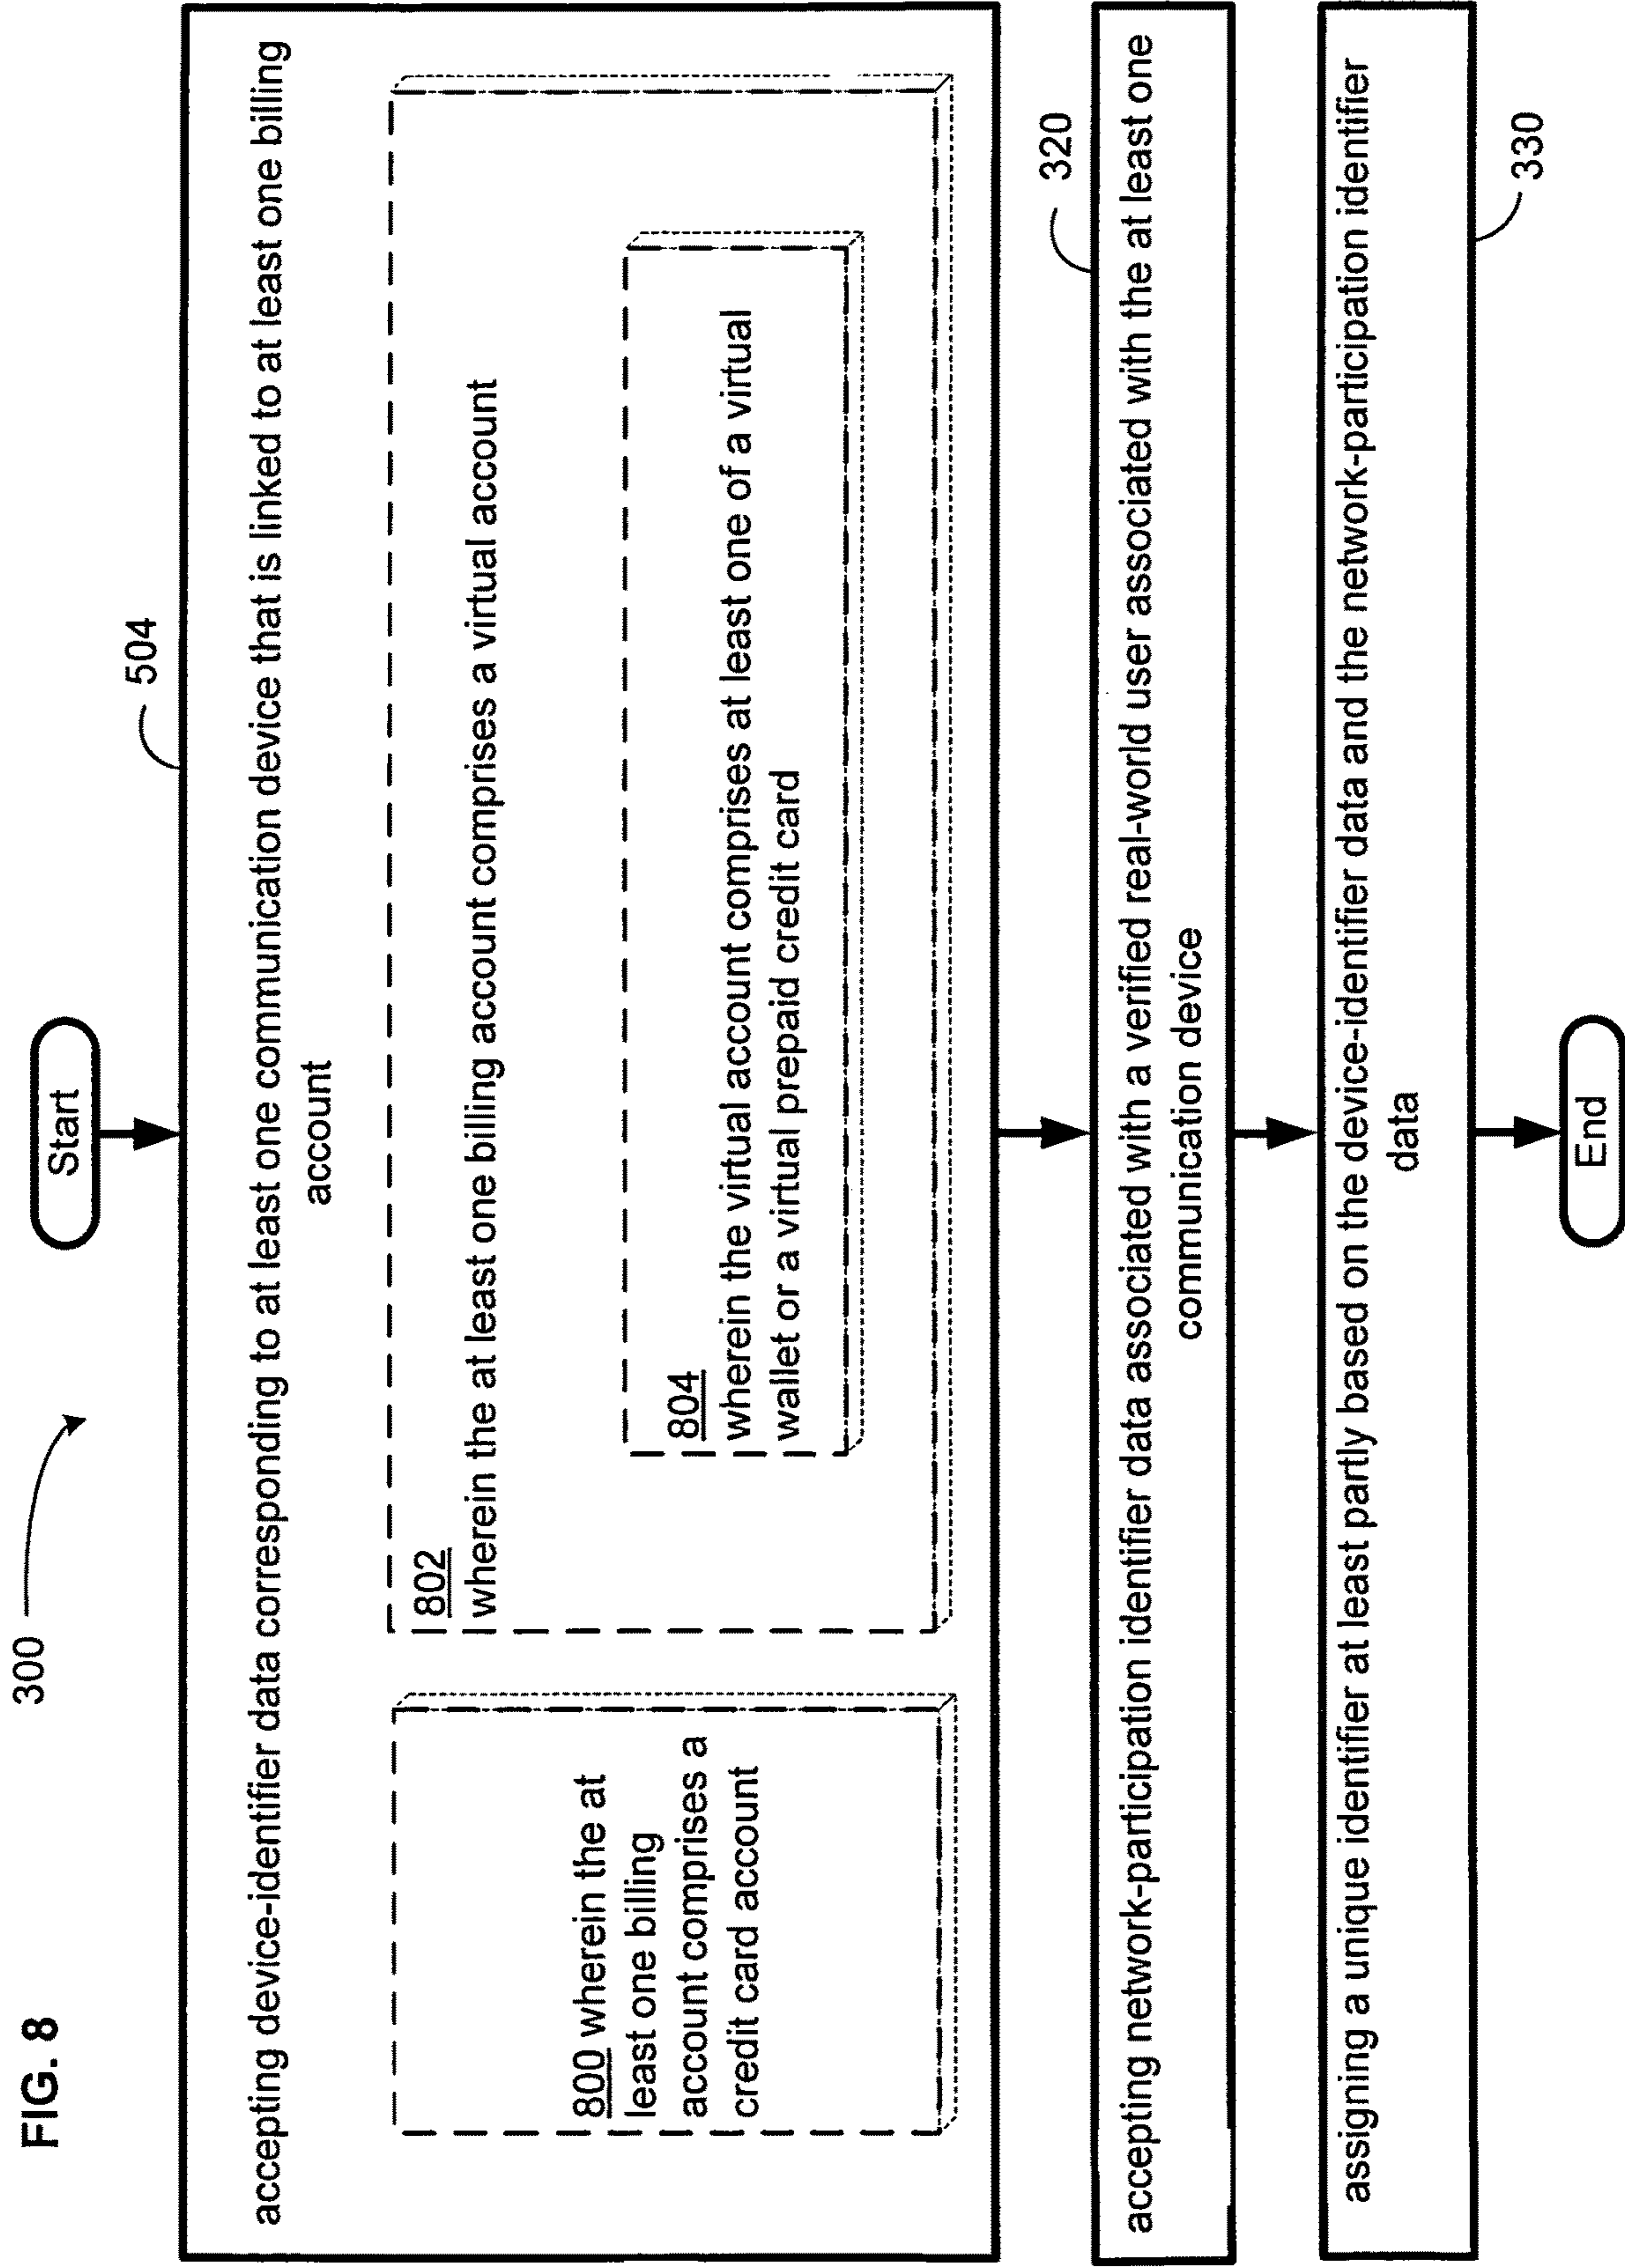 FIG. 8
300
Start
504
accepting device-identifier data corresponding to at least one communication device that is linked to at least one billing
account
800 wherein the at
least one billing
account comprises a
credit card account
802
wherein the at least one billing account comprises a virtual account
804
wherein the virtual account comprises at least one of a virtual
wallet or a virtual prepaid credit card
320
accepting network-participation identifier data associated with a verified real-world user associated with the at least one
communication device
330
assigning a unique identifier at least partly based on the device-identifier data and the network-participation identifier
data
End